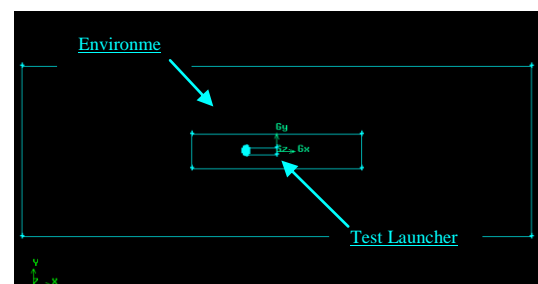 Environme
Gy
Gz Gx
Test Launcher
Y
Z X